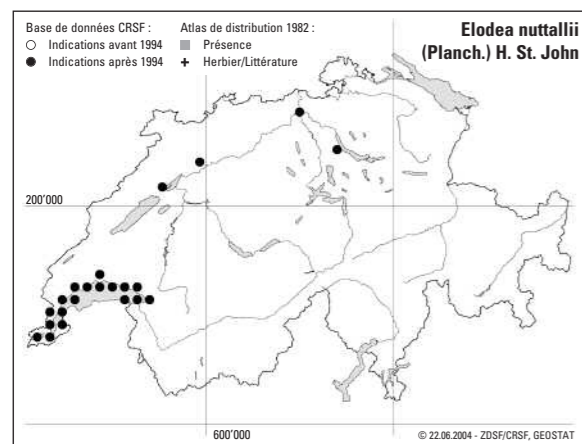 Base de données CRSF :
Indications avant 1994
Indications après 1994
Atlas de distribution 1982 :
Présence
Herbier/Littérature
Elodea nuttallii
(Planch.) H. St. John
200'000
600'000
© 22.06.2004 - ZDSF/CRSF, GEOSTAT